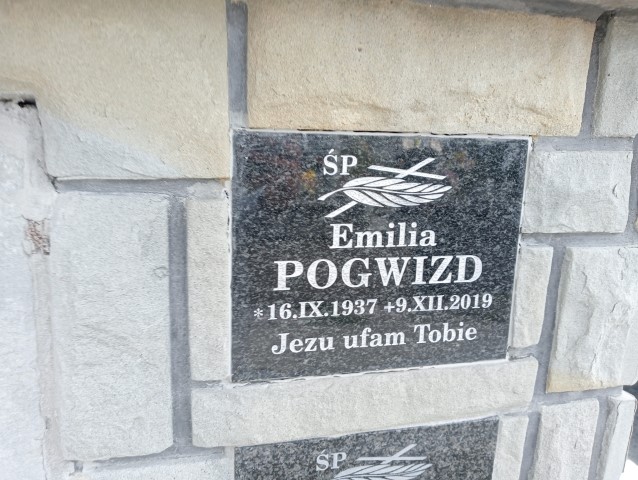 ŚP
Emilia
POGWIZD
*16.IX.1937 +9.XII.2019
Jezu ufam Tobie
ŚP